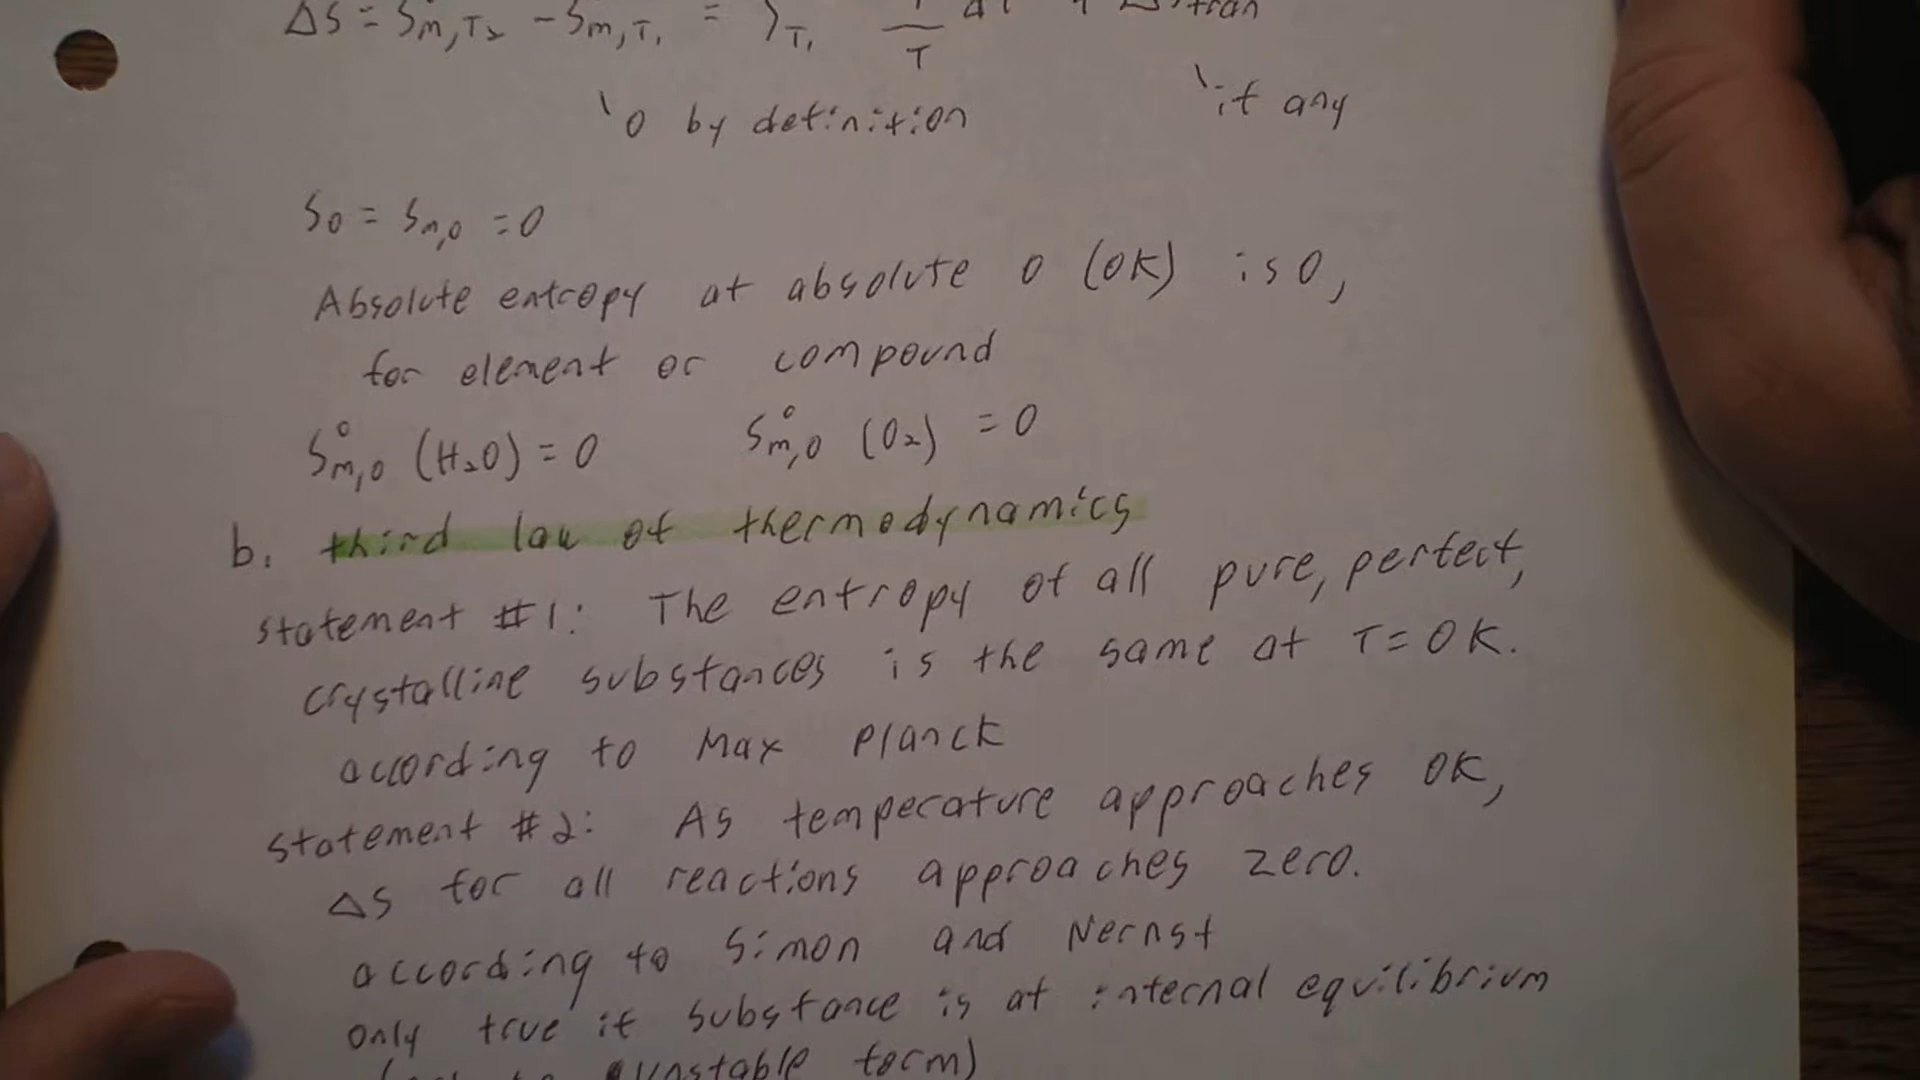 ΔS = Sm,T2 - Sm,T1 = ∫T1 T dT + ΔStran
0 by definition if any
S0 = Sm,0 = 0
Absolute entropy at absolute 0 (0K) is 0,
for element or compound
S°m,0 (H2O) = 0 S°m,0 (O2) = 0
b. third law of thermodynamics
statement #1: The entropy of all pure, perfect,
crystalline substances is the same at T = 0K.
according to Max Planck
statement #2: As temperature approaches 0K,
ΔS for all reactions approaches zero.
according to Simon and Nernst
only true if substance is at internal equilibrium
unstable form)